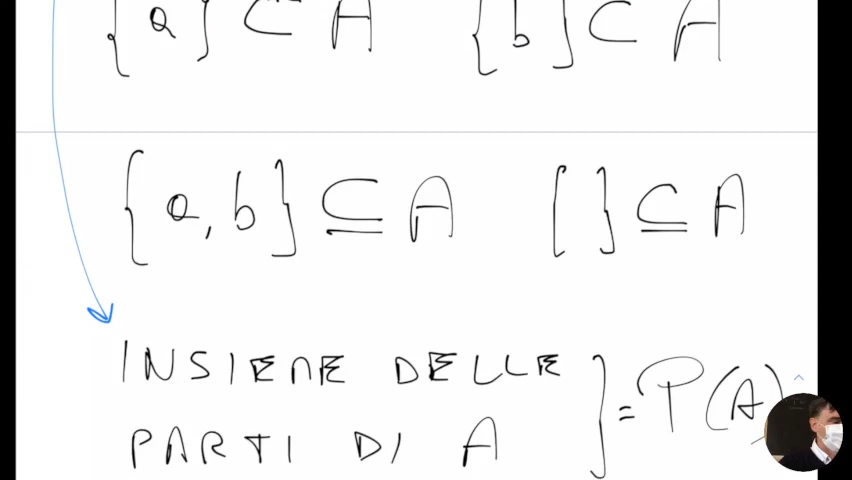 {a} ⊂ A {b} ⊂ A
{a, b} ⊆ A { } ⊆ A
INSIEME DELLE
PARTI DI A } = P(A)